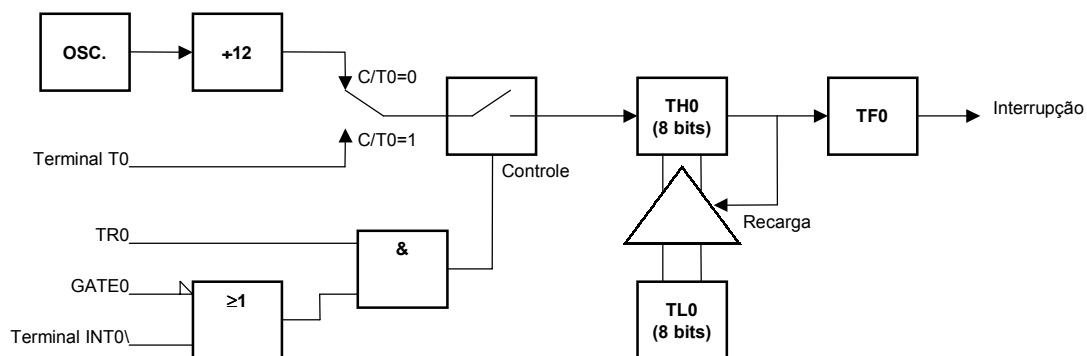 OSC.
+12
C/T0=0
C/T0=1
Terminal T0
Controle
TH0
(8 bits)
TF0
Interrupção
Recarga
TR0
&
GATE0
≥1
Terminal INT0\
TL0
(8 bits)